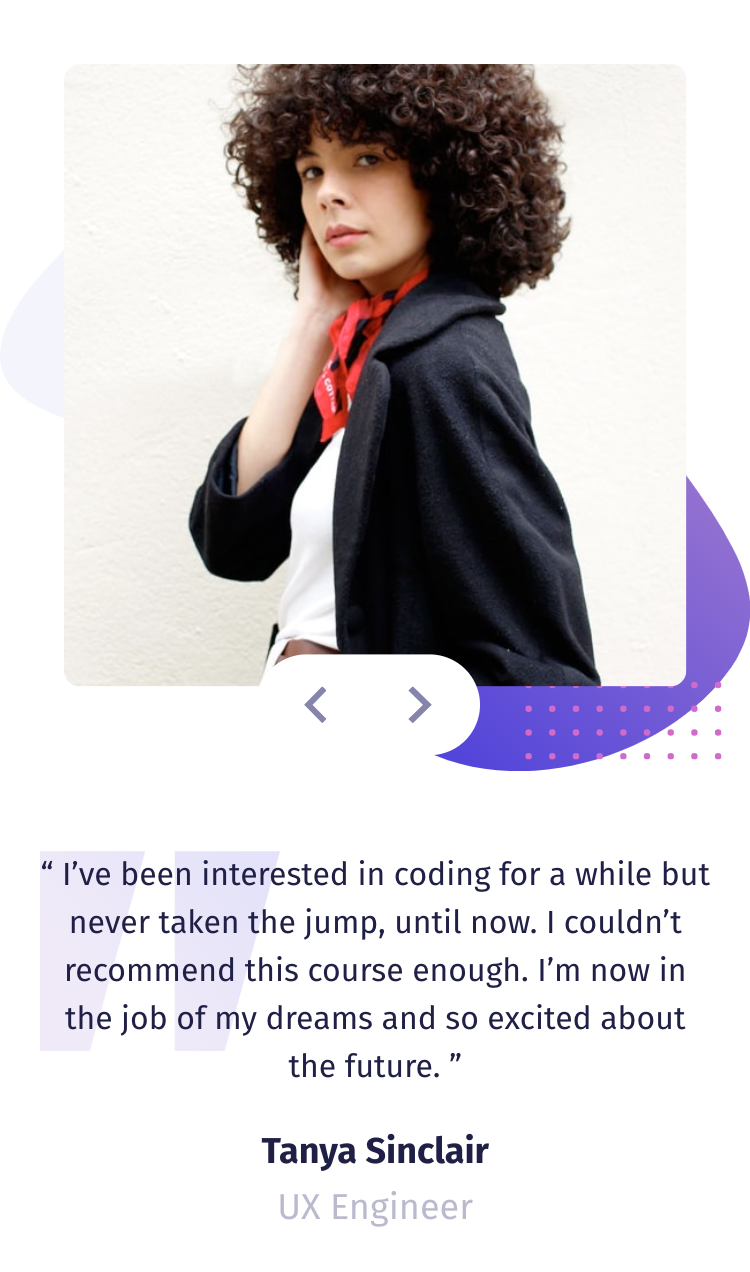 “ I’ve been interested in coding for a while but
never taken the jump, until now. I couldn’t
recommend this course enough. I’m now in
the job of my dreams and so excited about
the future. ”
Tanya Sinclair
UX Engineer